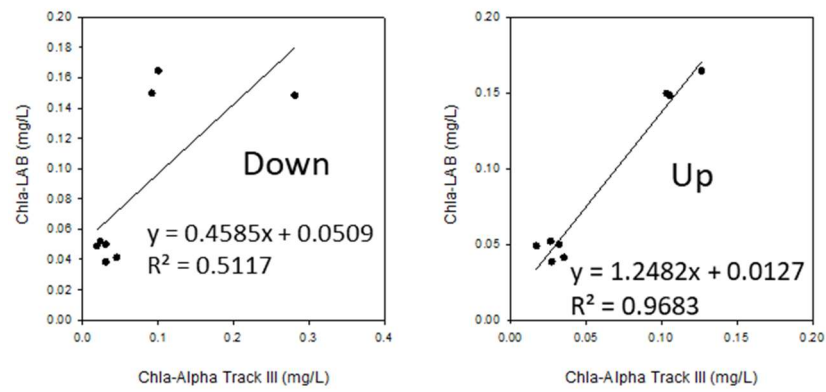 0.20
0.18
0.16
0.14
0.12
0.10
0.08
0.06
0.04
0.02
0.00
Chla-LAB (mg/L)
Down
y = 0.4585x + 0.0509
R² = 0.5117
0.0 0.1 0.2 0.3 0.4
Chla-Alpha Track III (mg/L)
0.20
0.15
0.10
0.05
0.00
Chla-LAB (mg/L)
Up
y = 1.2482x + 0.0127
R² = 0.9683
0.00 0.05 0.10 0.15 0.20
Chla-Alpha Track III (mg/L)